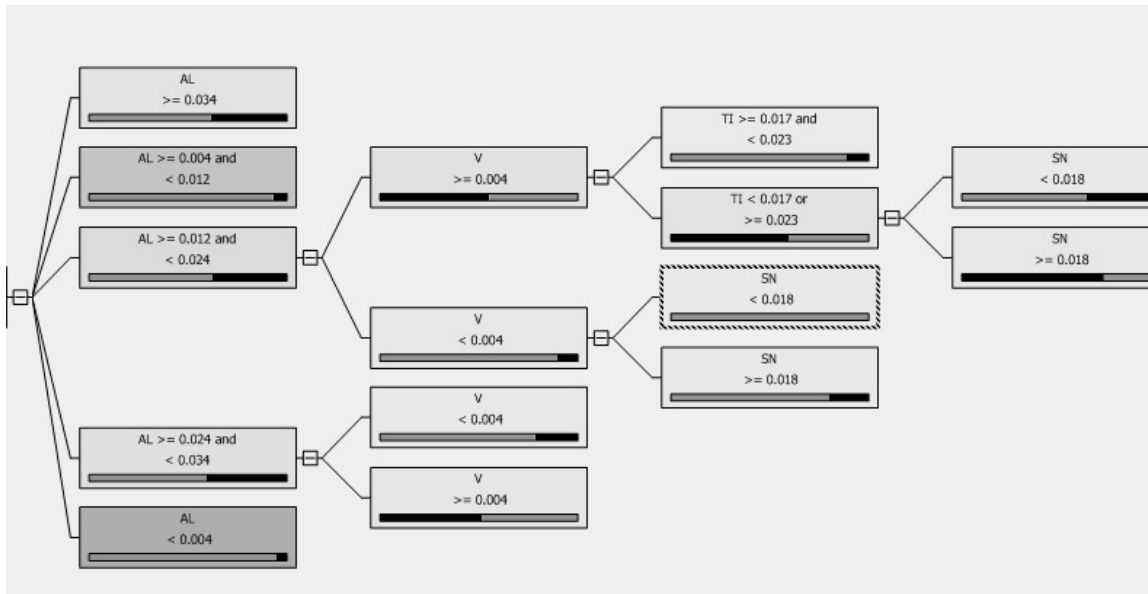 AL
>= 0.034
AL >= 0.004 and
< 0.012
AL >= 0.012 and
< 0.024
AL >= 0.024 and
< 0.034
AL
< 0.004
V
>= 0.004
V
< 0.004
V
< 0.004
V
>= 0.004
TI >= 0.017 and
< 0.023
TI < 0.017 or
>= 0.023
SN
< 0.018
SN
>= 0.018
SN
< 0.018
SN
>= 0.018